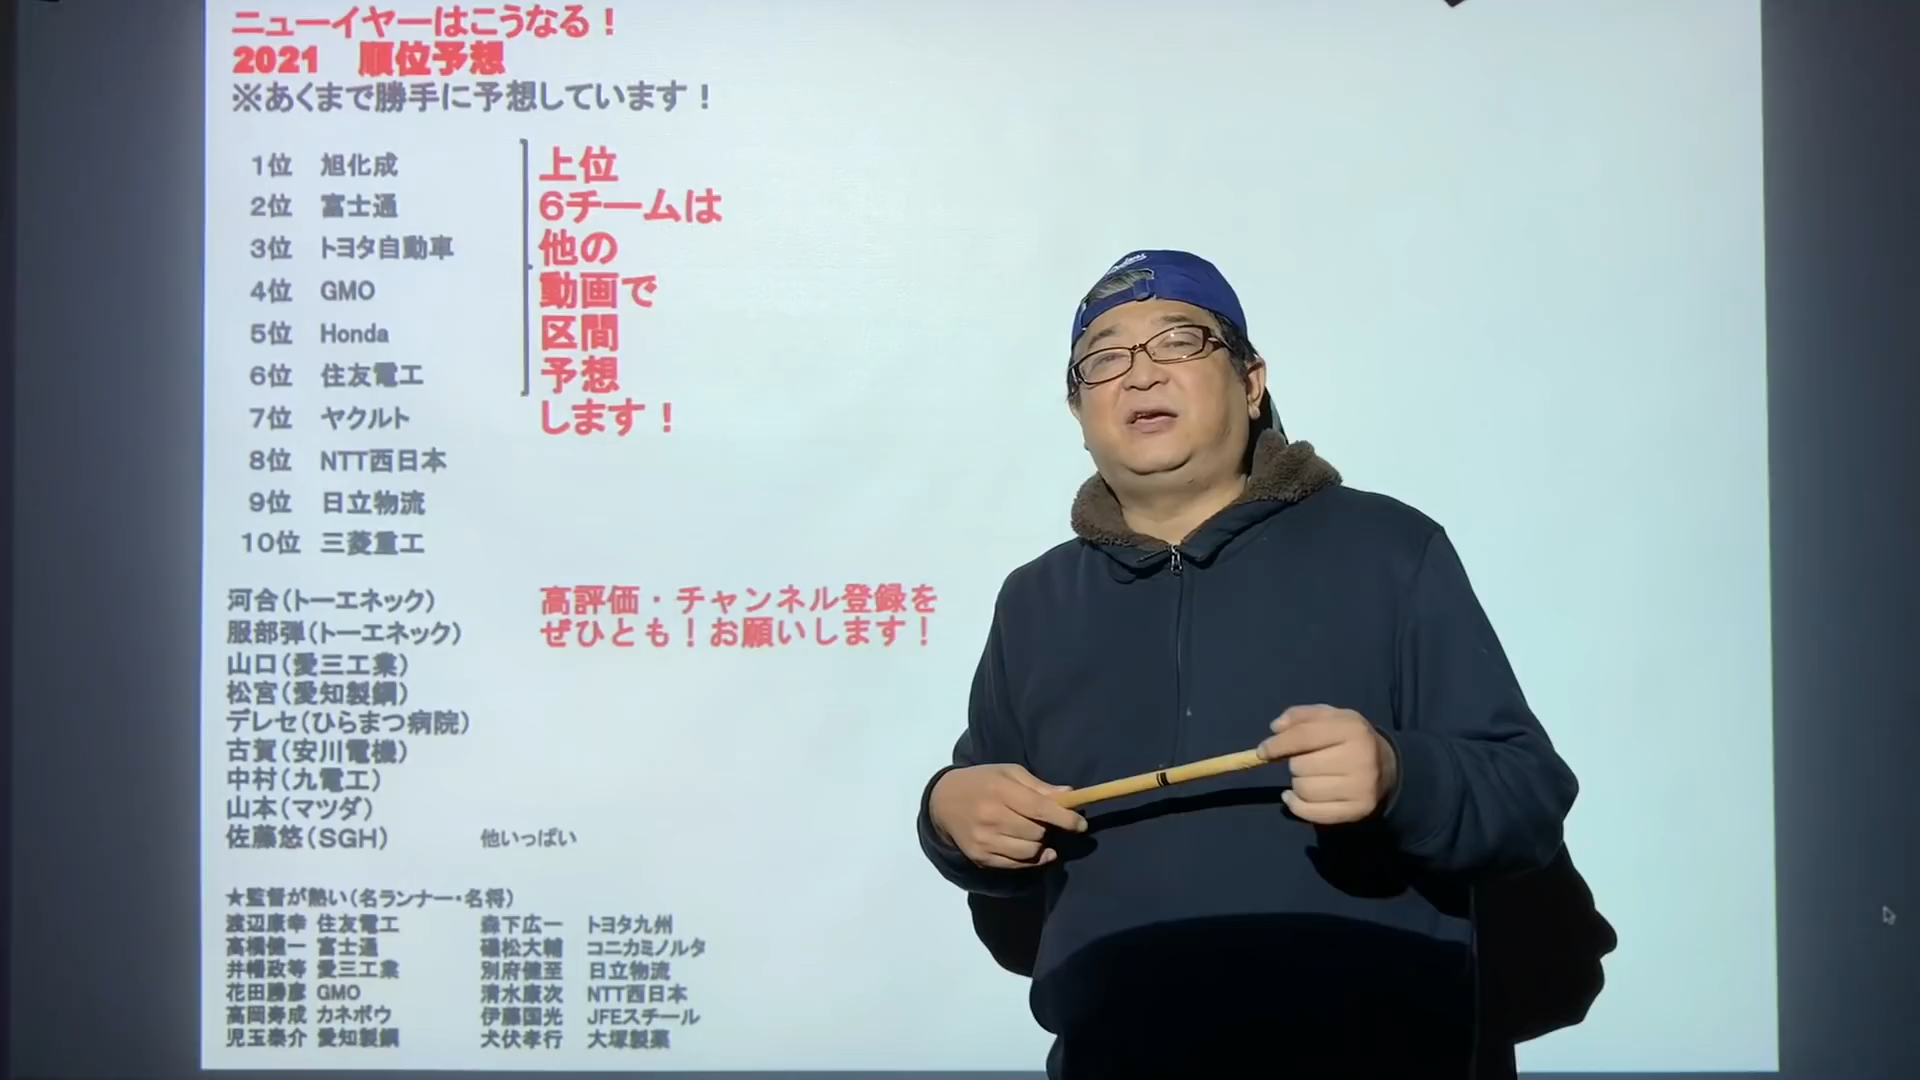 ニューイヤーはこうなる！
2021　順位予想
※あくまで勝手に予想しています！
1位　旭化成
2位　富士通
3位　トヨタ自動車
4位　GMO
5位　Honda
6位　住友電工
7位　ヤクルト
8位　NTT西日本
9位　日立物流
10位　三菱重工
上位
6チームは
他の
動画で
区間
予想
します！
河合（トーエネック）
服部弾（トーエネック）
山口（愛三工業）
松宮（愛知製鋼）
デレセ（ひらまつ病院）
古賀（安川電機）
中村（九電工）
山本（マツダ）
佐藤悠（SGH）　他いっぱい
高評価・チャンネル登録を
ぜひとも！お願いします！
★監督が熱い（名ランナー・名将）
渡辺康幸 住友電工
高橋健一 富士通
井幡政等 愛三工業
花田勝彦 GMO
高岡寿成 カネボウ
児玉泰介 愛知製鋼
森下広一　トヨタ九州
磯松大輔　コニカミノルタ
別府健至　日立物流
清水康次　NTT西日本
伊藤国光　JFEスチール
犬伏孝行　大塚製薬